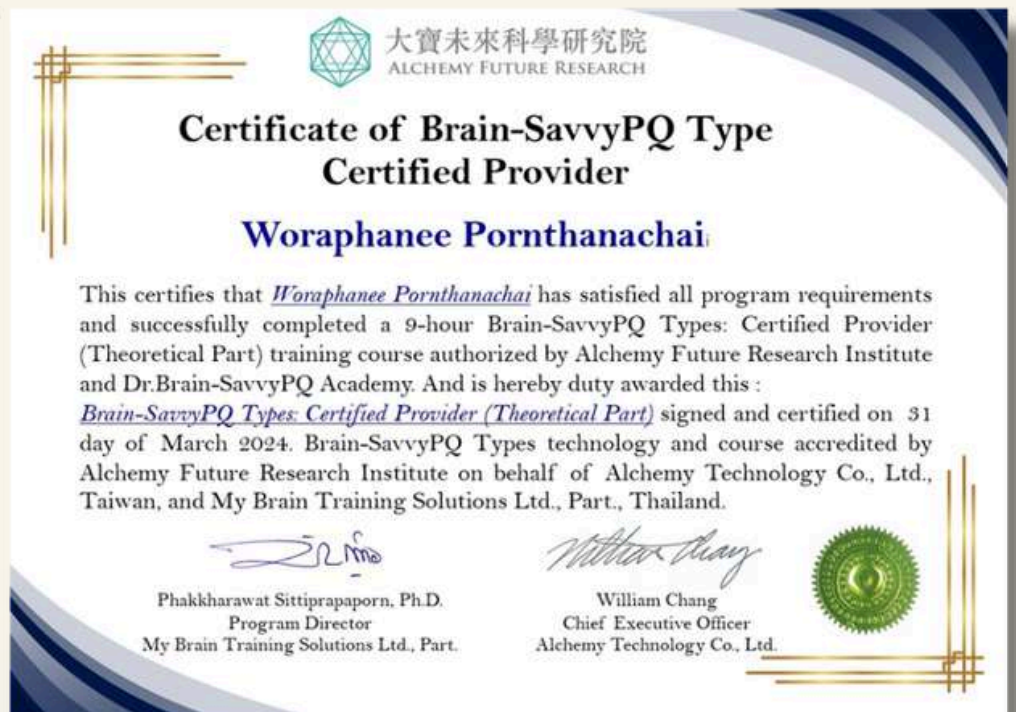 大寶未來科學研究院
ALCHEMY FUTURE RESEARCH
Certificate of Brain-SavvyPQ Type
Certified Provider
Woraphanee Pornthanachai
This certifies that Woraphanee Pornthanachai has satisfied all program requirements
and successfully completed a 9-hour Brain-SavvyPQ Types: Certified Provider
(Theoretical Part) training course authorized by Alchemy Future Research Institute
and Dr.Brain-SavvyPQ Academy. And is hereby duty awarded this :
Brain-SavvyPQ Types: Certified Provider (Theoretical Part) signed and certified on 31
day of March 2024. Brain-SavvyPQ Types technology and course accredited by
Alchemy Future Research Institute on behalf of Alchemy Technology Co., Ltd.,
Taiwan, and My Brain Training Solutions Ltd., Part., Thailand.
Phakkharawat Sittiprapaporn, Ph.D.
Program Director
My Brain Training Solutions Ltd., Part.
William Chang
Chief Executive Officer
Alchemy Technology Co., Ltd.